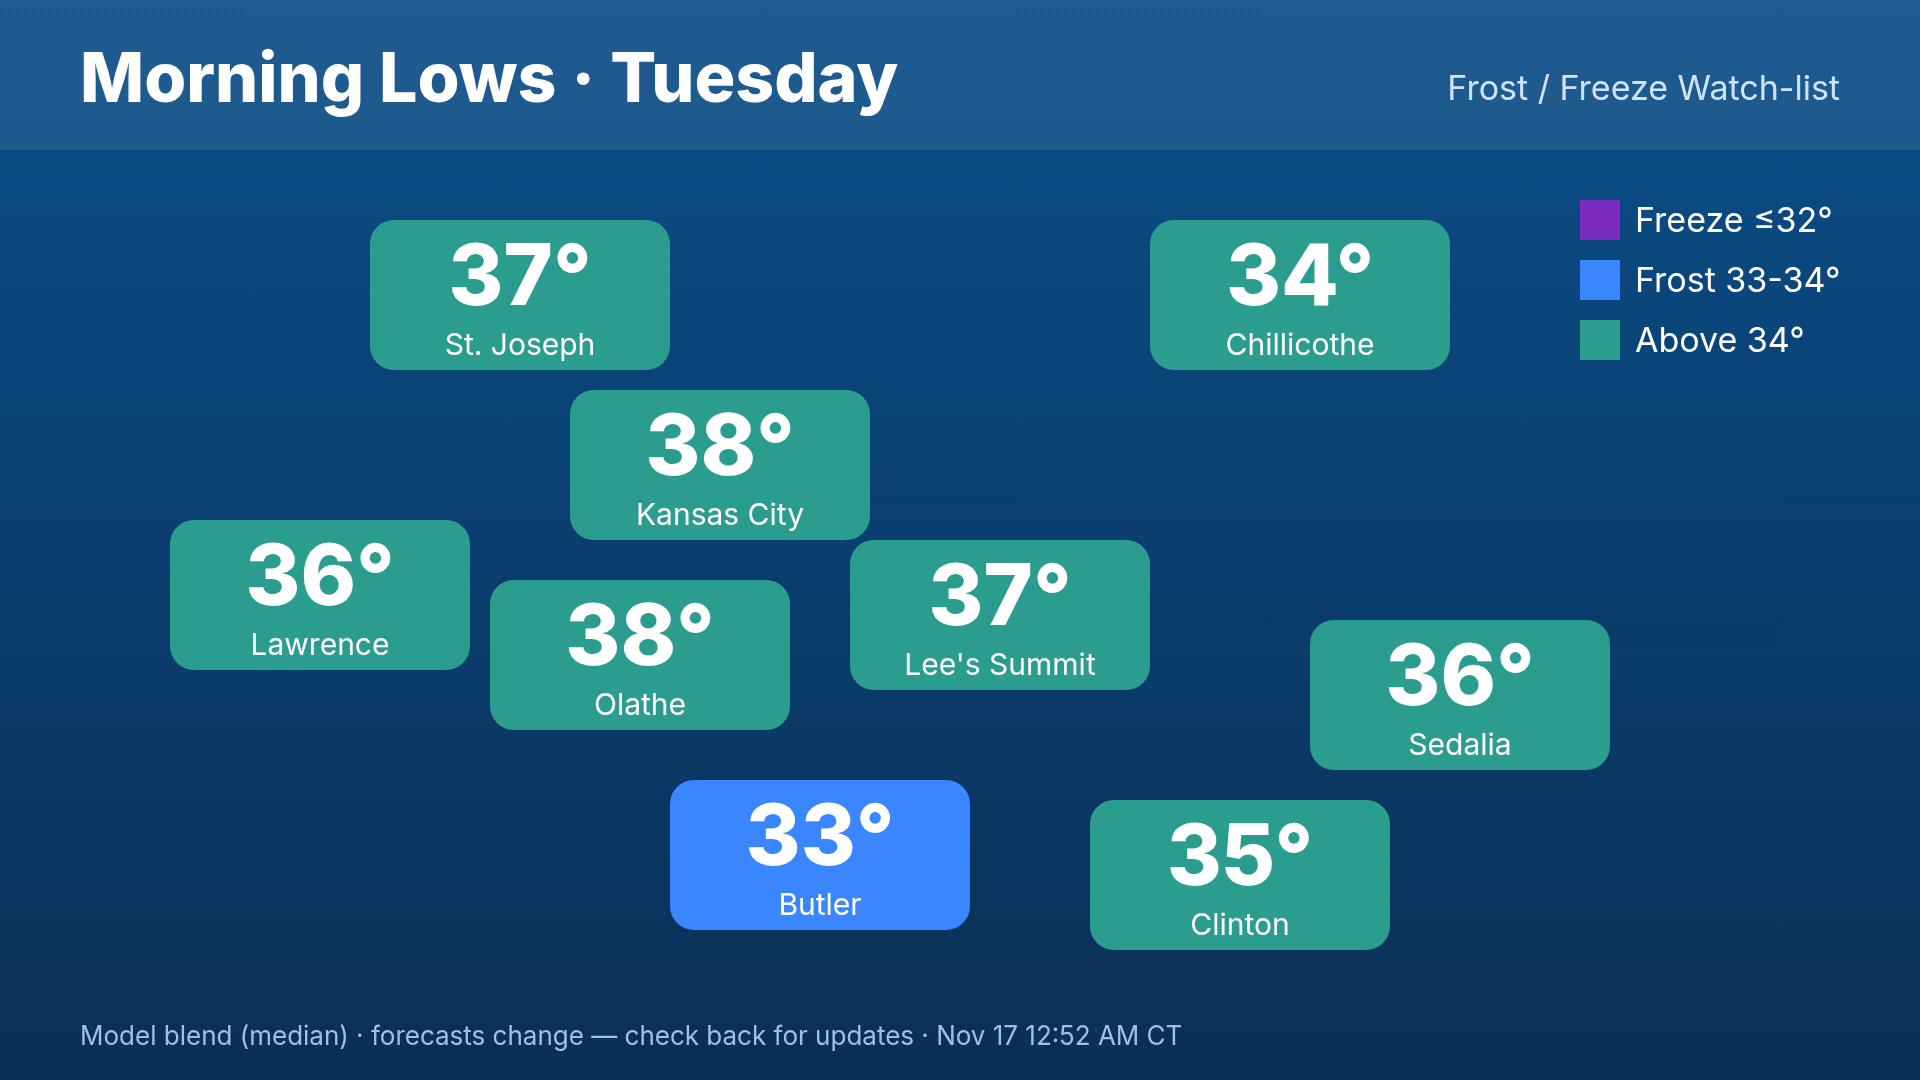 Morning Lows · Tuesday
Frost / Freeze Watch-list
Freeze ≤32°
Frost 33-34°
Above 34°
37°
St. Joseph
34°
Chillicothe
38°
Kansas City
36°
Lawrence
38°
Olathe
37°
Lee's Summit
36°
Sedalia
33°
Butler
35°
Clinton
Model blend (median) · forecasts change — check back for updates · Nov 17 12:52 AM CT